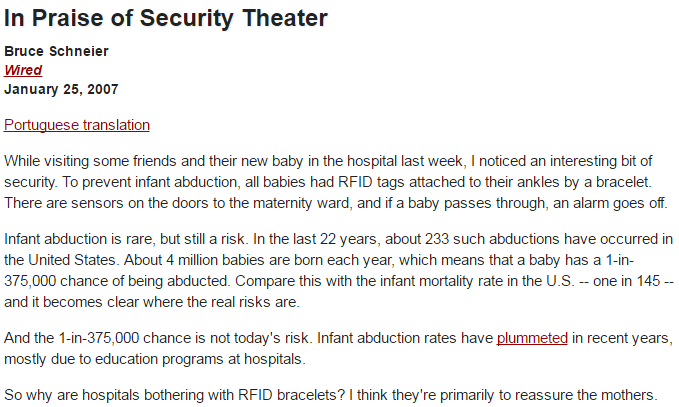 In Praise of Security Theater
Bruce Schneier
Wired
January 25, 2007
Portuguese translation
While visiting some friends and their new baby in the hospital last week, I noticed an interesting bit of
security. To prevent infant abduction, all babies had RFID tags attached to their ankles by a bracelet.
There are sensors on the doors to the maternity ward, and if a baby passes through, an alarm goes off.
Infant abduction is rare, but still a risk. In the last 22 years, about 233 such abductions have occurred in
the United States. About 4 million babies are born each year, which means that a baby has a 1-in-
375,000 chance of being abducted. Compare this with the infant mortality rate in the U.S. -- one in 145 --
and it becomes clear where the real risks are.
And the 1-in-375,000 chance is not today's risk. Infant abduction rates have plummeted in recent years,
mostly due to education programs at hospitals.
So why are hospitals bothering with RFID bracelets? I think they're primarily to reassure the mothers.